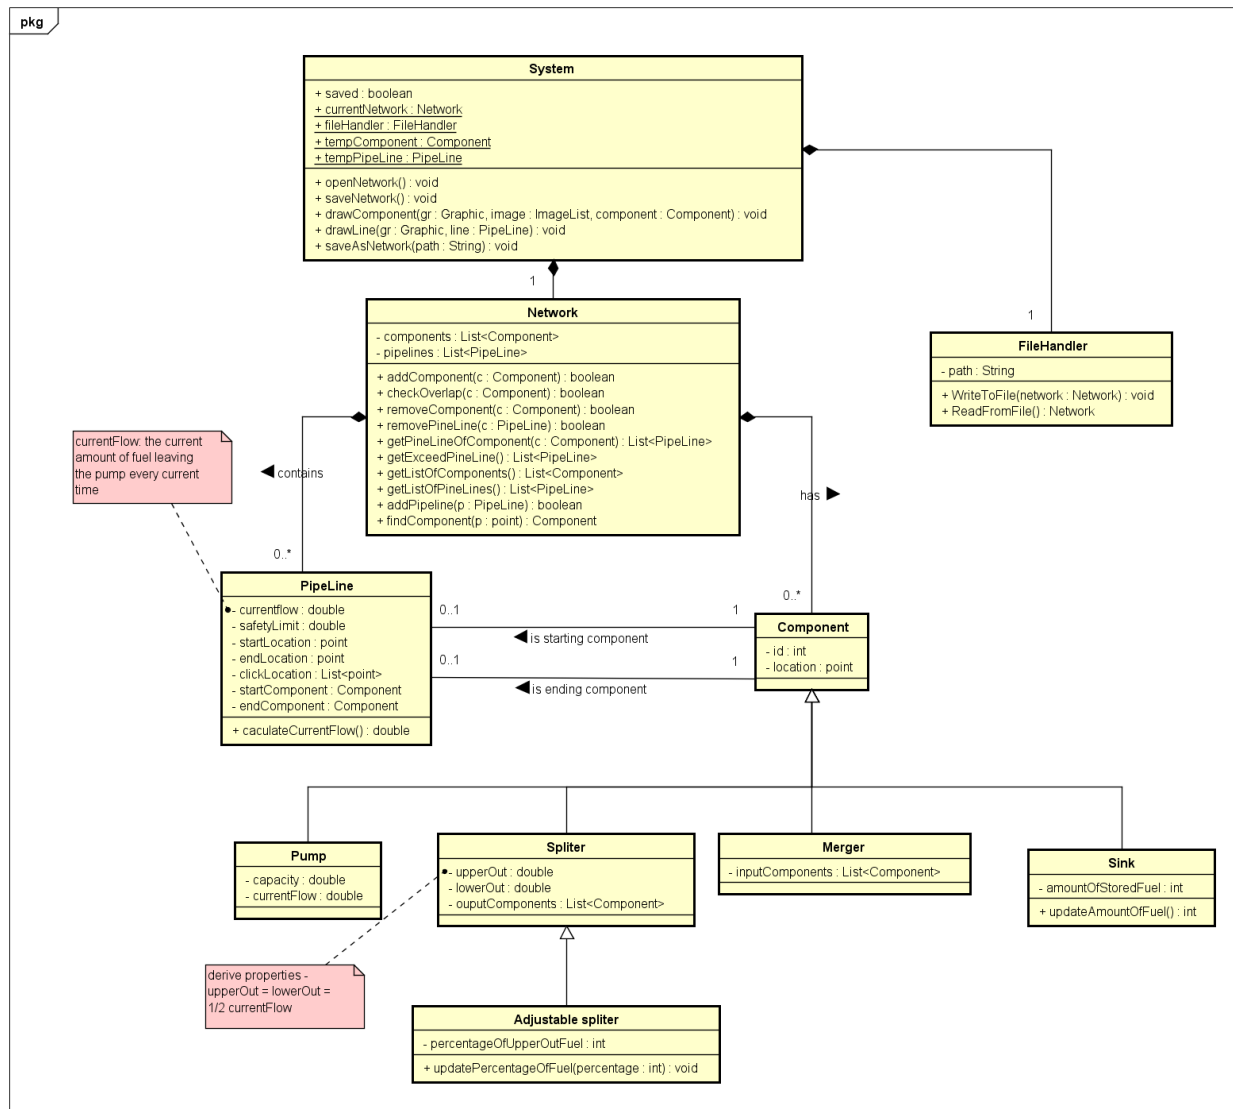 pkg
System
+ saved : boolean
+ currentNetwork : Network
+ fileHandler : FileHandler
+ tempComponent : Component
+ tempPipeLine : PipeLine
+ openNetwork() : void
+ saveNetwork() : void
+ drawComponent(gr : Graphic, image : ImageList, component : Component) : void
+ drawLine(gr : Graphic, line : PipeLine) : void
+ saveAsNetwork(path : String) : void
1
1
Network
- components : List<Component>
- pipelines : List<PipeLine>
+ addComponent(c : Component) : boolean
+ checkOverlap(c : Component) : boolean
+ removeComponent(c : Component) : boolean
+ removePineLine(c : PipeLine) : boolean
+ getPineLineOfComponent(c : Component) : List<PipeLine>
+ getExceedPineLine() : List<PipeLine>
+ getListOfComponents() : List<Component>
+ getListOfPineLines() : List<PipeLine>
+ addPipeline(p : PipeLine) : boolean
+ findComponent(p : point) : Component
FileHandler
- path : String
+ WriteToFile(network : Network) : void
+ ReadFromFile() : Network
currentFlow: the current
amount of fuel leaving
the pump every current
time
contains
has
0..*
0..*
PipeLine
- currentflow : double
- safetyLimit : double
- startLocation : point
- endLocation : point
- clickLocation : List<point>
- startComponent : Component
- endComponent : Component
+ caculateCurrentFlow() : double
0..1
1
is starting component
0..1
1
is ending component
Component
- id : int
- location : point
Pump
- capacity : double
- currentFlow : double
Spliter
- upperOut : double
- lowerOut : double
- ouputComponents : List<Component>
Merger
- inputComponents : List<Component>
Sink
- amountOfStoredFuel : int
+ updateAmountOfFuel() : int
derive properties -
upperOut = lowerOut =
1/2 currentFlow
Adjustable spliter
- percentageOfUpperOutFuel : int
+ updatePercentageOfFuel(percentage : int) : void